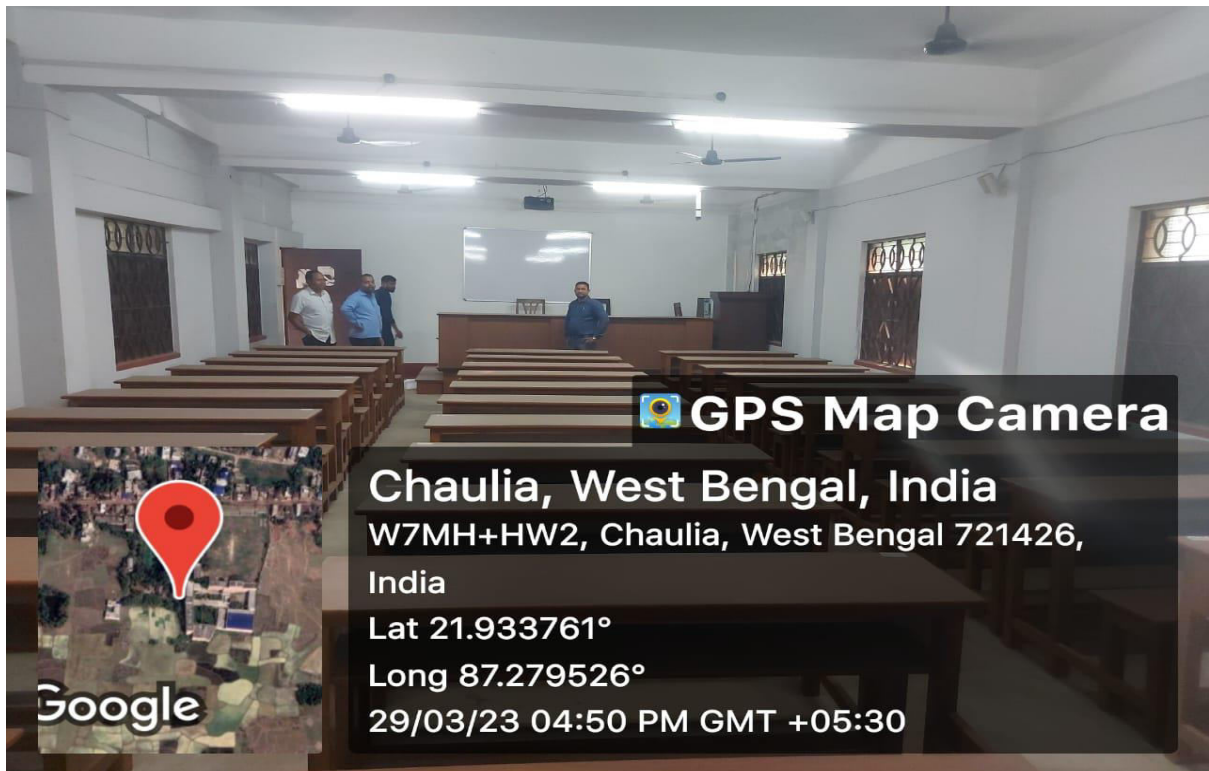 GPS Map Camera
Chaulia, West Bengal, India
W7MH+HW2, Chaulia, West Bengal 721426,
India
Lat 21.933761°
Long 87.279526°
29/03/23 04:50 PM GMT +05:30
Google